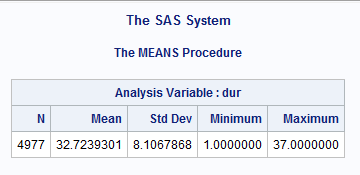 The SAS System
The MEANS Procedure
Analysis Variable : dur
N Mean Std Dev Minimum Maximum
4977 32.7239301 8.1067868 1.0000000 37.0000000